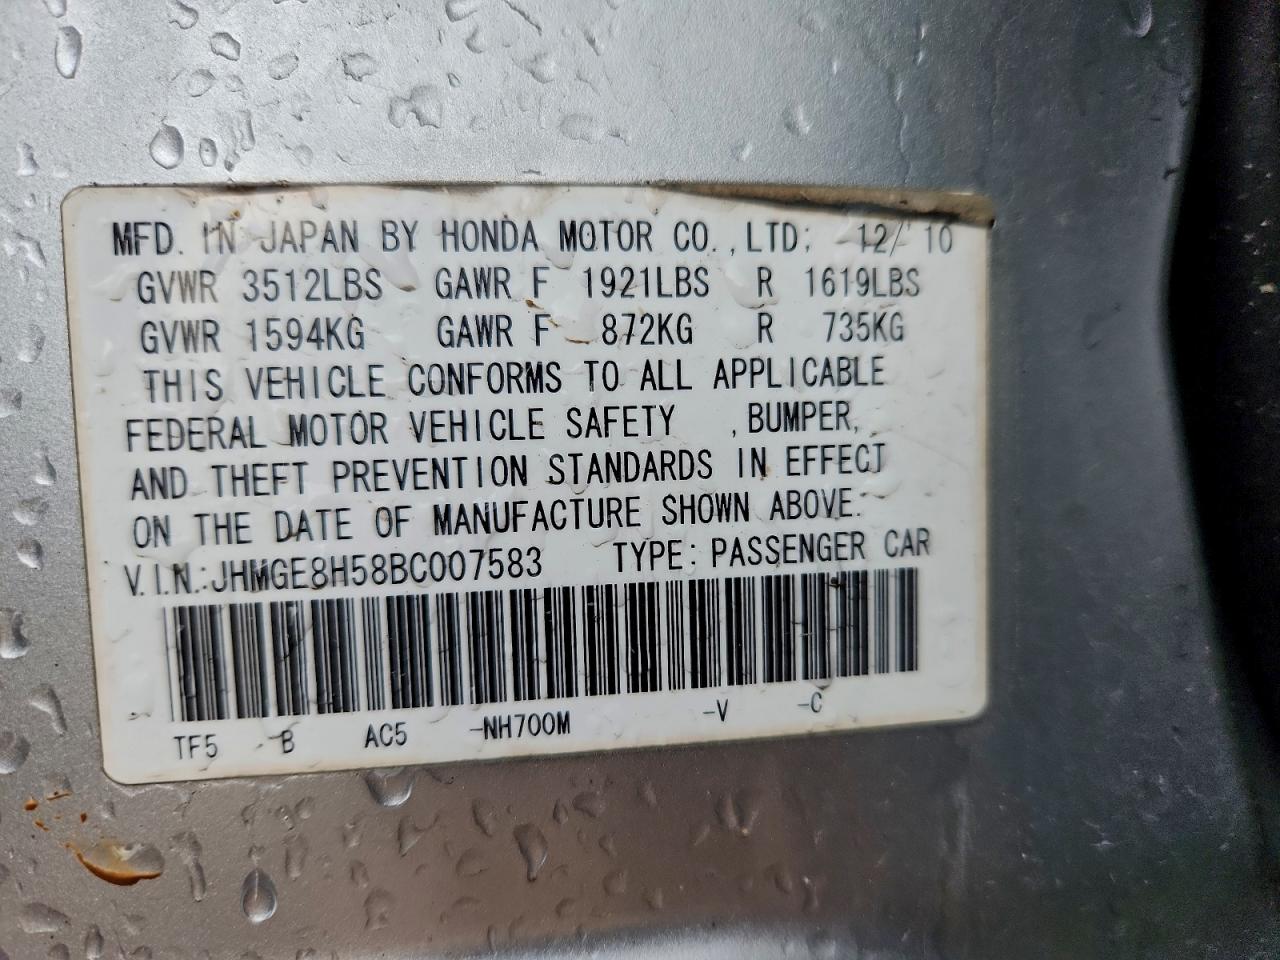 MFD. IN JAPAN BY HONDA MOTOR CO.,LTD; 12/'10
GVWR 3512LBS GAWR F 1921LBS R 1619LBS
GVWR 1594KG GAWR F 872KG R 735KG
THIS VEHICLE CONFORMS TO ALL APPLICABLE
FEDERAL MOTOR VEHICLE SAFETY ,BUMPER,
AND THEFT PREVENTION STANDARDS IN EFFECT
ON THE DATE OF MANUFACTURE SHOWN ABOVE.
V.I.N.:JHMGE8H58BC007583 TYPE: PASSENGER CAR
TF5 -B AC5 -NH700M -V -C